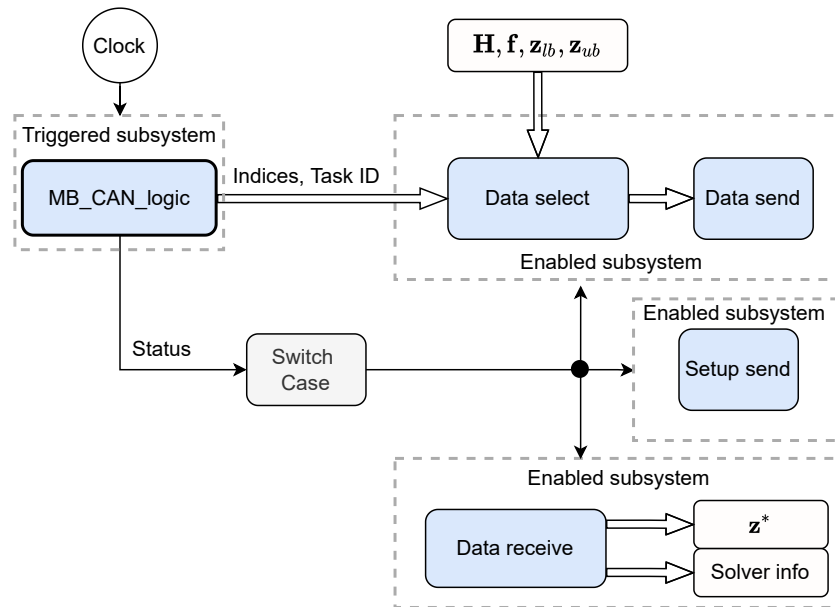 Clock
H, f, z_lb, z_ub
Triggered subsystem
MB_CAN_logic
Indices, Task ID
Data select
Data send
Enabled subsystem
Enabled subsystem
Status
Switch
Case
Setup send
Enabled subsystem
Data receive
z*
Solver info